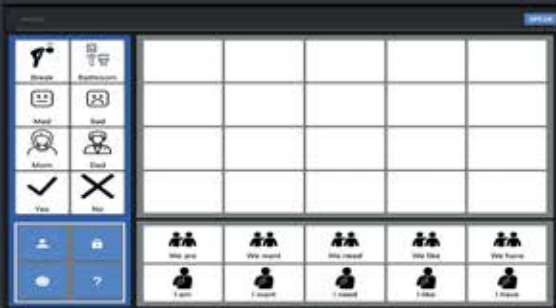 SPEAK
Break Bathroom
Mad Sad
Mom Dad
Yes No
?
We are We want We need We like We have
I am I want I need I like I have